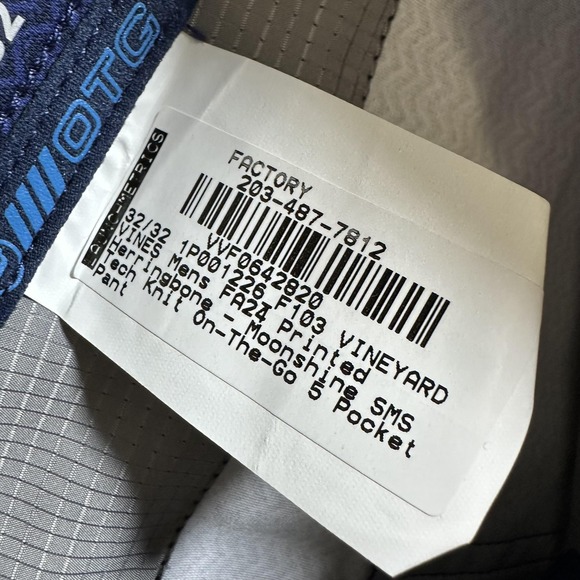 32
OTG
FACTORY
203-487-7812
VVF0642820
32/32 1P001226 F103 VINEYARD
VINES Mens FA24 Printed
Herringbone - Moonshine SMS
Tech Knit On-The-Go 5 Pocket
Pant